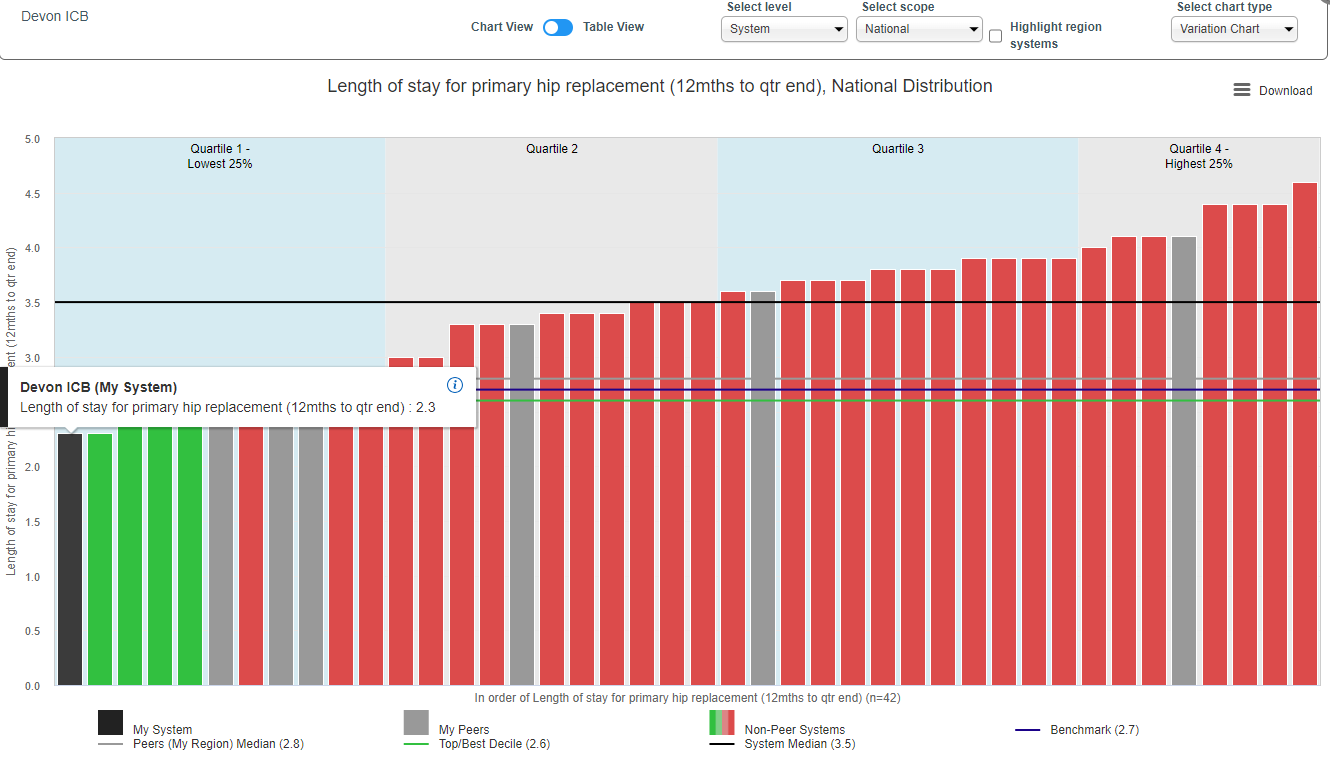 Devon ICB
Chart View
Table View
Select level
System
Select scope
National
Highlight region
systems
Select chart type
Variation Chart
Length of stay for primary hip replacement (12mths to qtr end), National Distribution
Download
Quartile 1 -
Lowest 25%
Quartile 2
Quartile 3
Quartile 4 -
Highest 25%
5.0
4.5
4.0
3.5
3.0
2.0
1.5
1.0
0.5
0.0
Length of stay for primary hi
ent (12mths to qtr end)
Devon ICB (My System)
i
Length of stay for primary hip replacement (12mths to qtr end) : 2.3
In order of Length of stay for primary hip replacement (12mths to qtr end) (n=42)
My System
My Peers
Non-Peer Systems
Benchmark (2.7)
Peers (My Region) Median (2.8)
Top/Best Decile (2.6)
System Median (3.5)